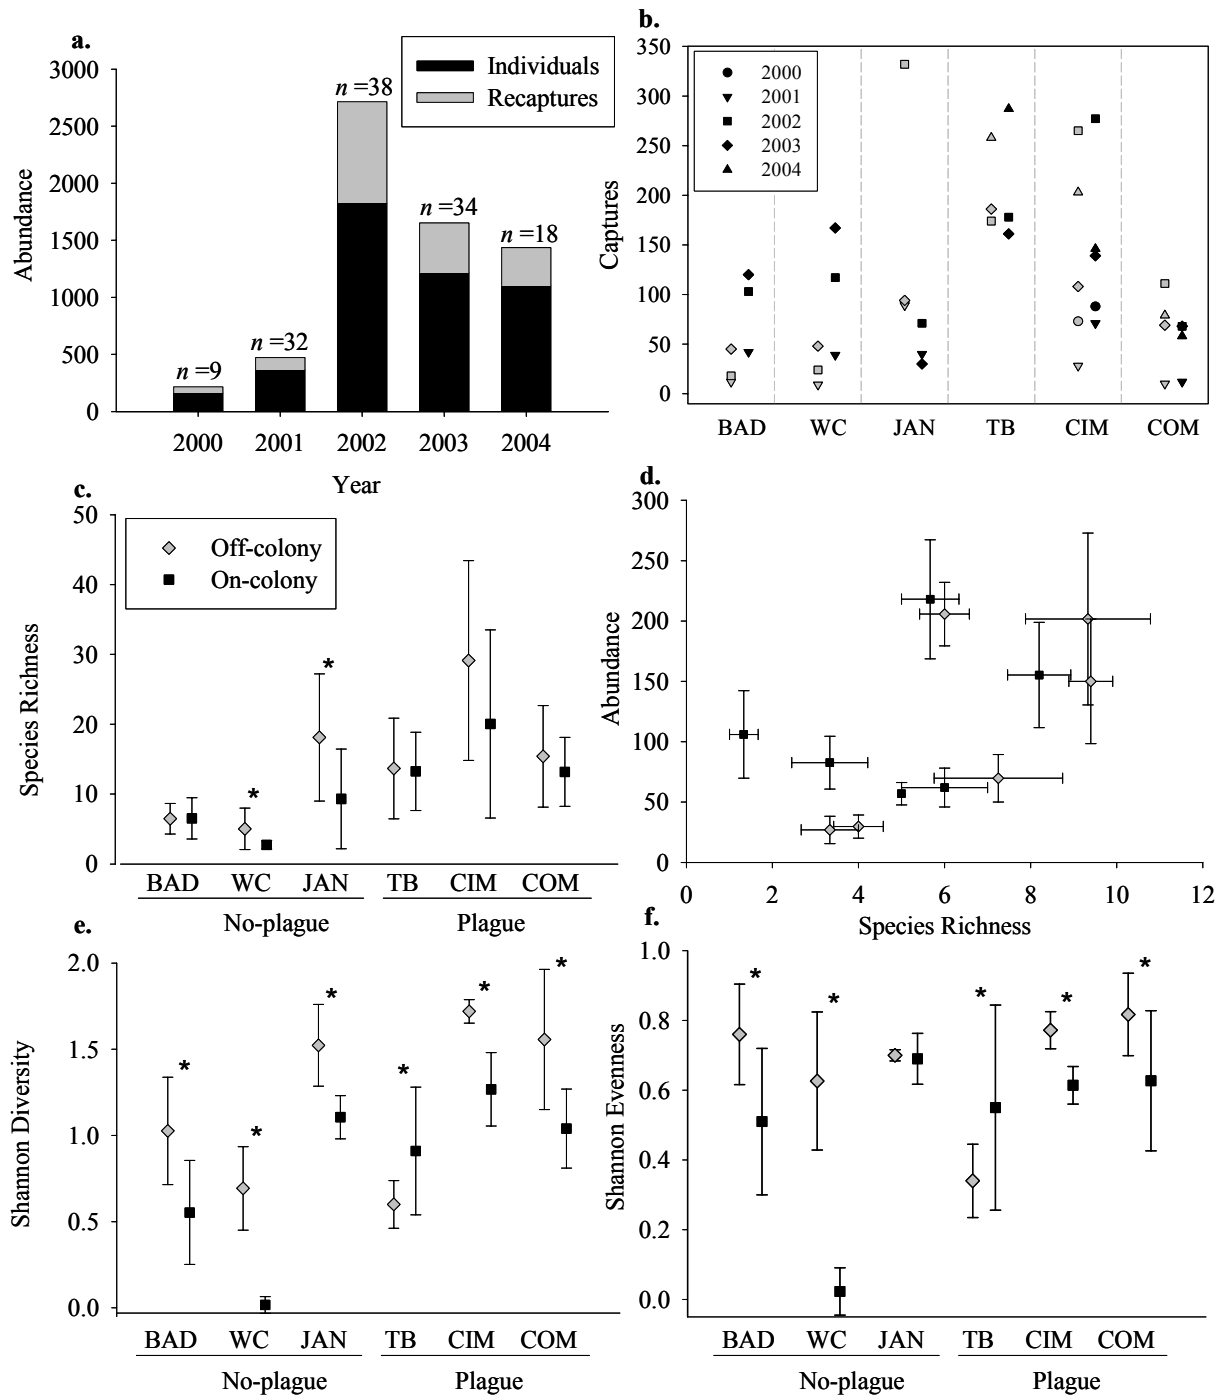 a.
Individuals
Recaptures
3000
2500
2000
1500
1000
500
0
Abundance
n =9
n =32
n =38
n =34
n =18
2000 2001 2002 2003 2004
Year
b.
350
300
250
200
150
100
50
0
Captures
2000
2001
2002
2003
2004
BAD WC JAN TB CIM COM
c.
50
40
30
20
10
0
Species Richness
Off-colony
On-colony
*
*
BAD WC JAN TB CIM COM
No-plague Plague
d.
300
250
200
150
100
50
0
Abundance
0 2 4 6 8 10 12
Species Richness
e.
2.0
1.5
1.0
0.5
0.0
Shannon Diversity
* * * * * *
BAD WC JAN TB CIM COM
No-plague Plague
f.
1.0
0.8
0.6
0.4
0.2
0.0
Shannon Evenness
* * * * *
BAD WC JAN TB CIM COM
No-plague Plague